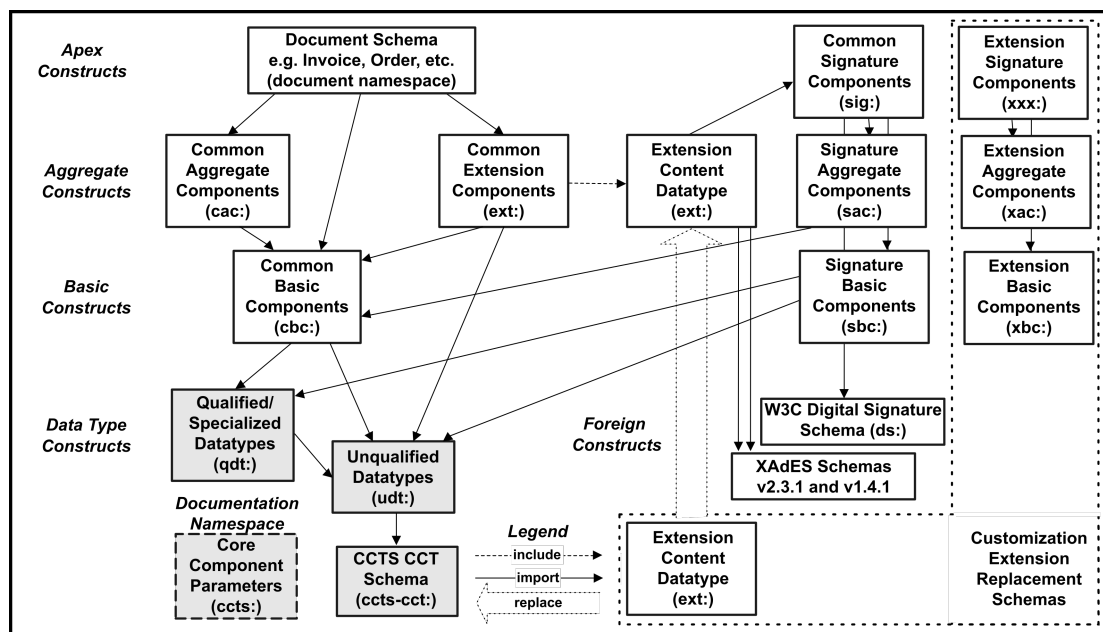 Apex
Constructs
Document Schema
e.g. Invoice, Order, etc.
(document namespace)
Common
Signature
Components
(sig:)
Extension
Signature
Components
(xxx:)
Aggregate
Constructs
Common
Aggregate
Components
(cac:)
Common
Extension
Components
(ext:)
Extension
Content
Datatype
(ext:)
Signature
Aggregate
Components
(sac:)
Extension
Aggregate
Components
(xac:)
Basic
Constructs
Common
Basic
Components
(cbc:)
Signature
Basic
Components
(sbc:)
Extension
Basic
Components
(xbc:)
Data Type
Constructs
Qualified/
Specialized
Datatypes
(qdt:)
Unqualified
Datatypes
(udt:)
Foreign
Constructs
W3C Digital Signature
Schema (ds:)
XAdES Schemas
v2.3.1 and v1.4.1
Documentation
Namespace
Core
Component
Parameters
(ccts:)
CCTS CCT
Schema
(ccts-cct:)
Legend
include
import
replace
Extension
Content
Datatype
(ext:)
Customization
Extension
Replacement
Schemas